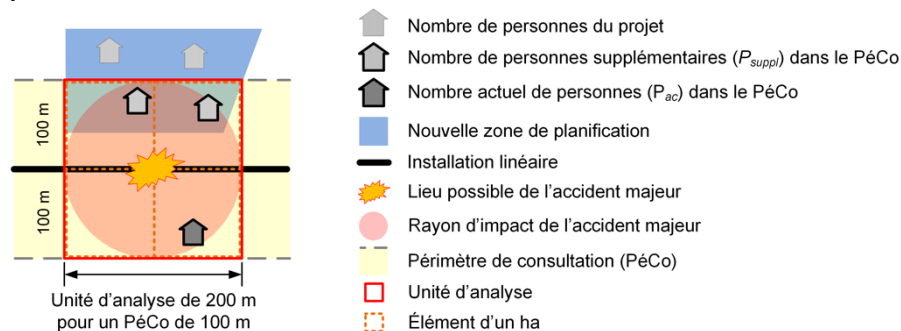 100 m
100 m
Unité d'analyse de 200 m
pour un PéCo de 100 m
Nombre de personnes du projet
Nombre de personnes supplémentaires (Psuppl) dans le PéCo
Nombre actuel de personnes (Pac) dans le PéCo
Nouvelle zone de planification
Installation linéaire
Lieu possible de l'accident majeur
Rayon d'impact de l'accident majeur
Périmètre de consultation (PéCo)
Unité d'analyse
Élément d'un ha